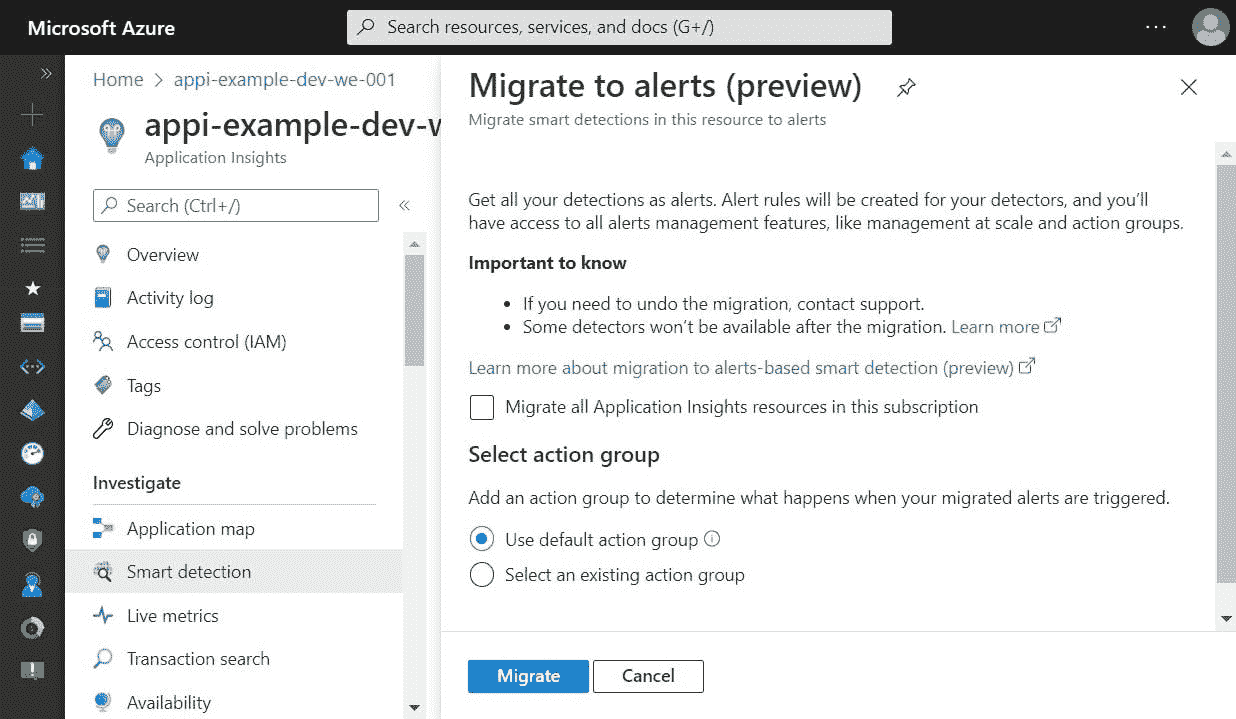 Microsoft Azure
Search resources, services, and docs (G+/)
Home > appi-example-dev-we-001
appi-example-dev-w
Application Insights
Search (Ctrl+/)
Overview
Activity log
Access control (IAM)
Tags
Diagnose and solve problems
Investigate
Application map
Smart detection
Live metrics
Transaction search
Availability
Migrate to alerts (preview)
Migrate smart detections in this resource to alerts
Get all your detections as alerts. Alert rules will be created for your detectors, and you’ll
have access to all alerts management features, like management at scale and action groups.
Important to know
• If you need to undo the migration, contact support.
• Some detectors won’t be available after the migration. Learn more
Learn more about migration to alerts-based smart detection (preview)
Migrate all Application Insights resources in this subscription
Select action group
Add an action group to determine what happens when your migrated alerts are triggered.
Use default action group
Select an existing action group
Migrate
Cancel